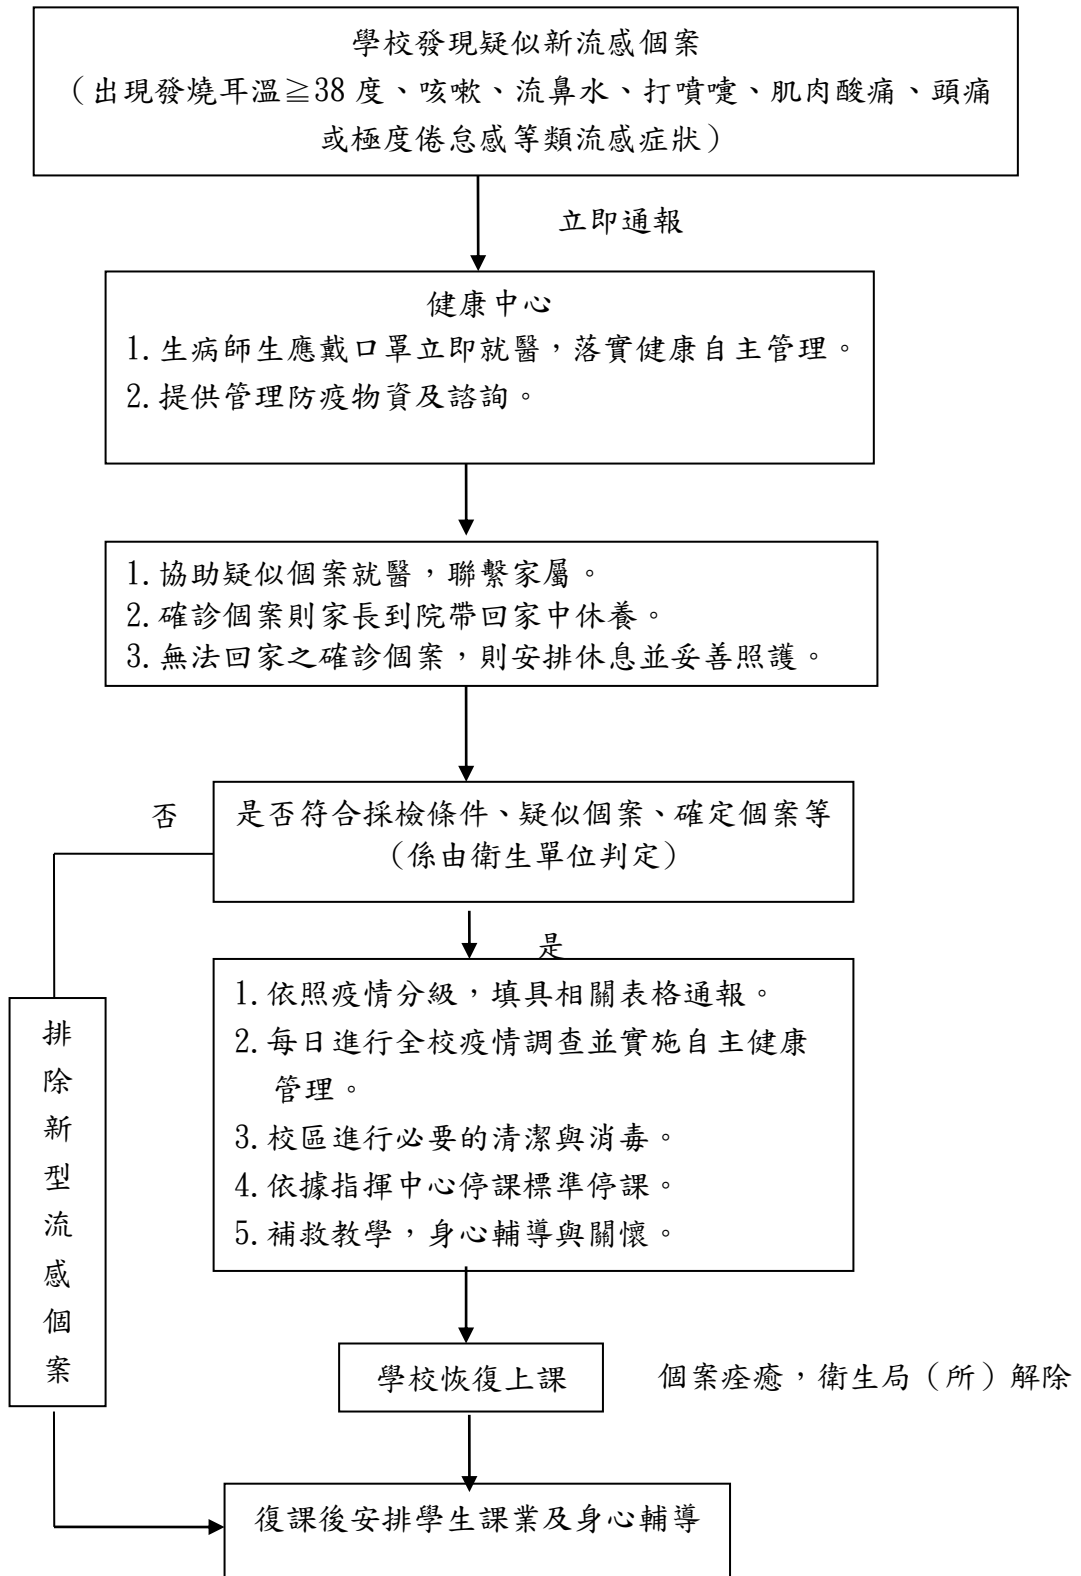 學校發現疑似新流感個案
（出現發燒耳溫≧38 度、咳嗽、流鼻水、打噴嚏、肌肉酸痛、頭痛
或極度倦怠感等類流感症狀）
立即通報
健康中心
1.生病師生應戴口罩立即就醫，落實健康自主管理。
2.提供管理防疫物資及諮詢。
1.協助疑似個案就醫，聯繫家屬。
2.確診個案則家長到院帶回家中休養。
3.無法回家之確診個案，則安排休息並妥善照護。
否
是否符合採檢條件、疑似個案、確定個案等
（係由衛生單位判定）
是
1.依照疫情分級，填具相關表格通報。
2.每日進行全校疫情調查並實施自主健康
管理。
3.校區進行必要的清潔與消毒。
4.依據指揮中心停課標準停課。
5.補救教學，身心輔導與關懷。
排
除
新
型
流
感
個
案
學校恢復上課
個案痊癒，衛生局（所）解除
復課後安排學生課業及身心輔導